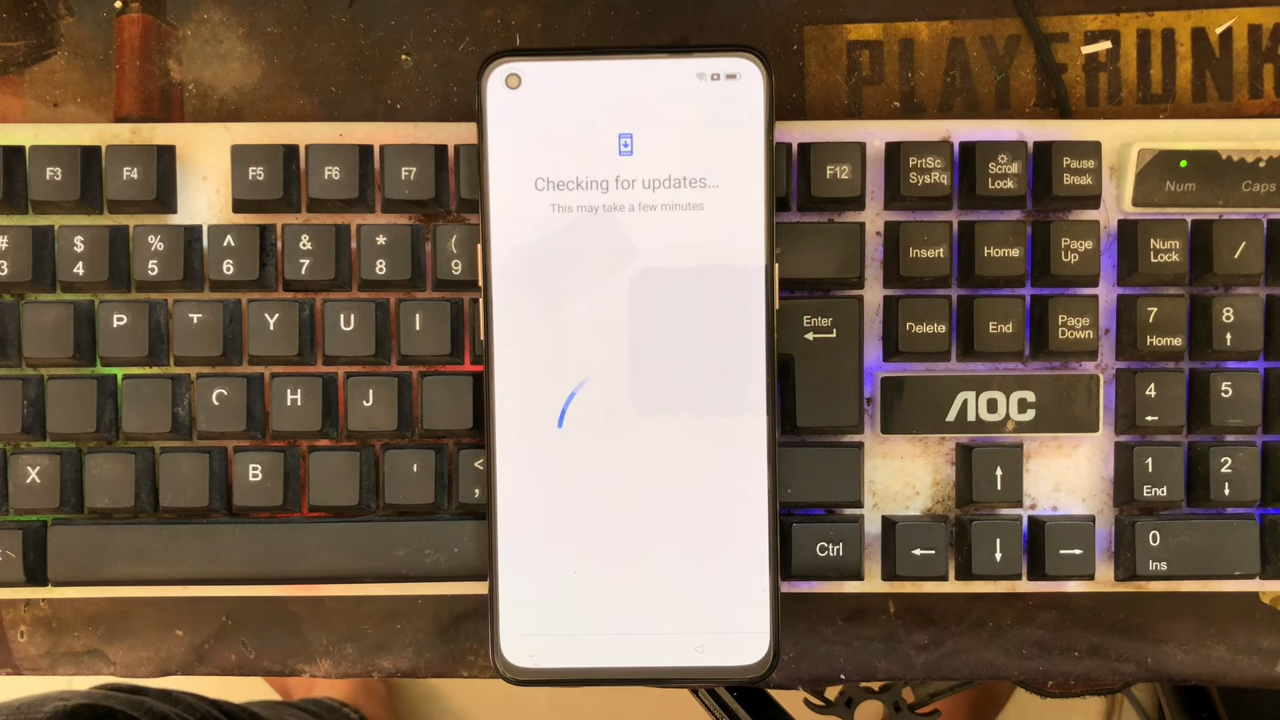 PLAYERUNK
Checking for updates...
This may take a few minutes
F3
F4
F5
F6
F7
F12
PrtSc
SysRq
Scroll
Lock
Pause
Break
Num
Caps
#
3
$
4
%
5
^
6
&
7
*
8
(
9
Insert
Home
Page
Up
Num
Lock
/
Y
U
I
Enter
Delete
End
Page
Down
7
Home
8
H
J
AOC
4
5
X
B
<
,
1
End
2
Ctrl
0
Ins